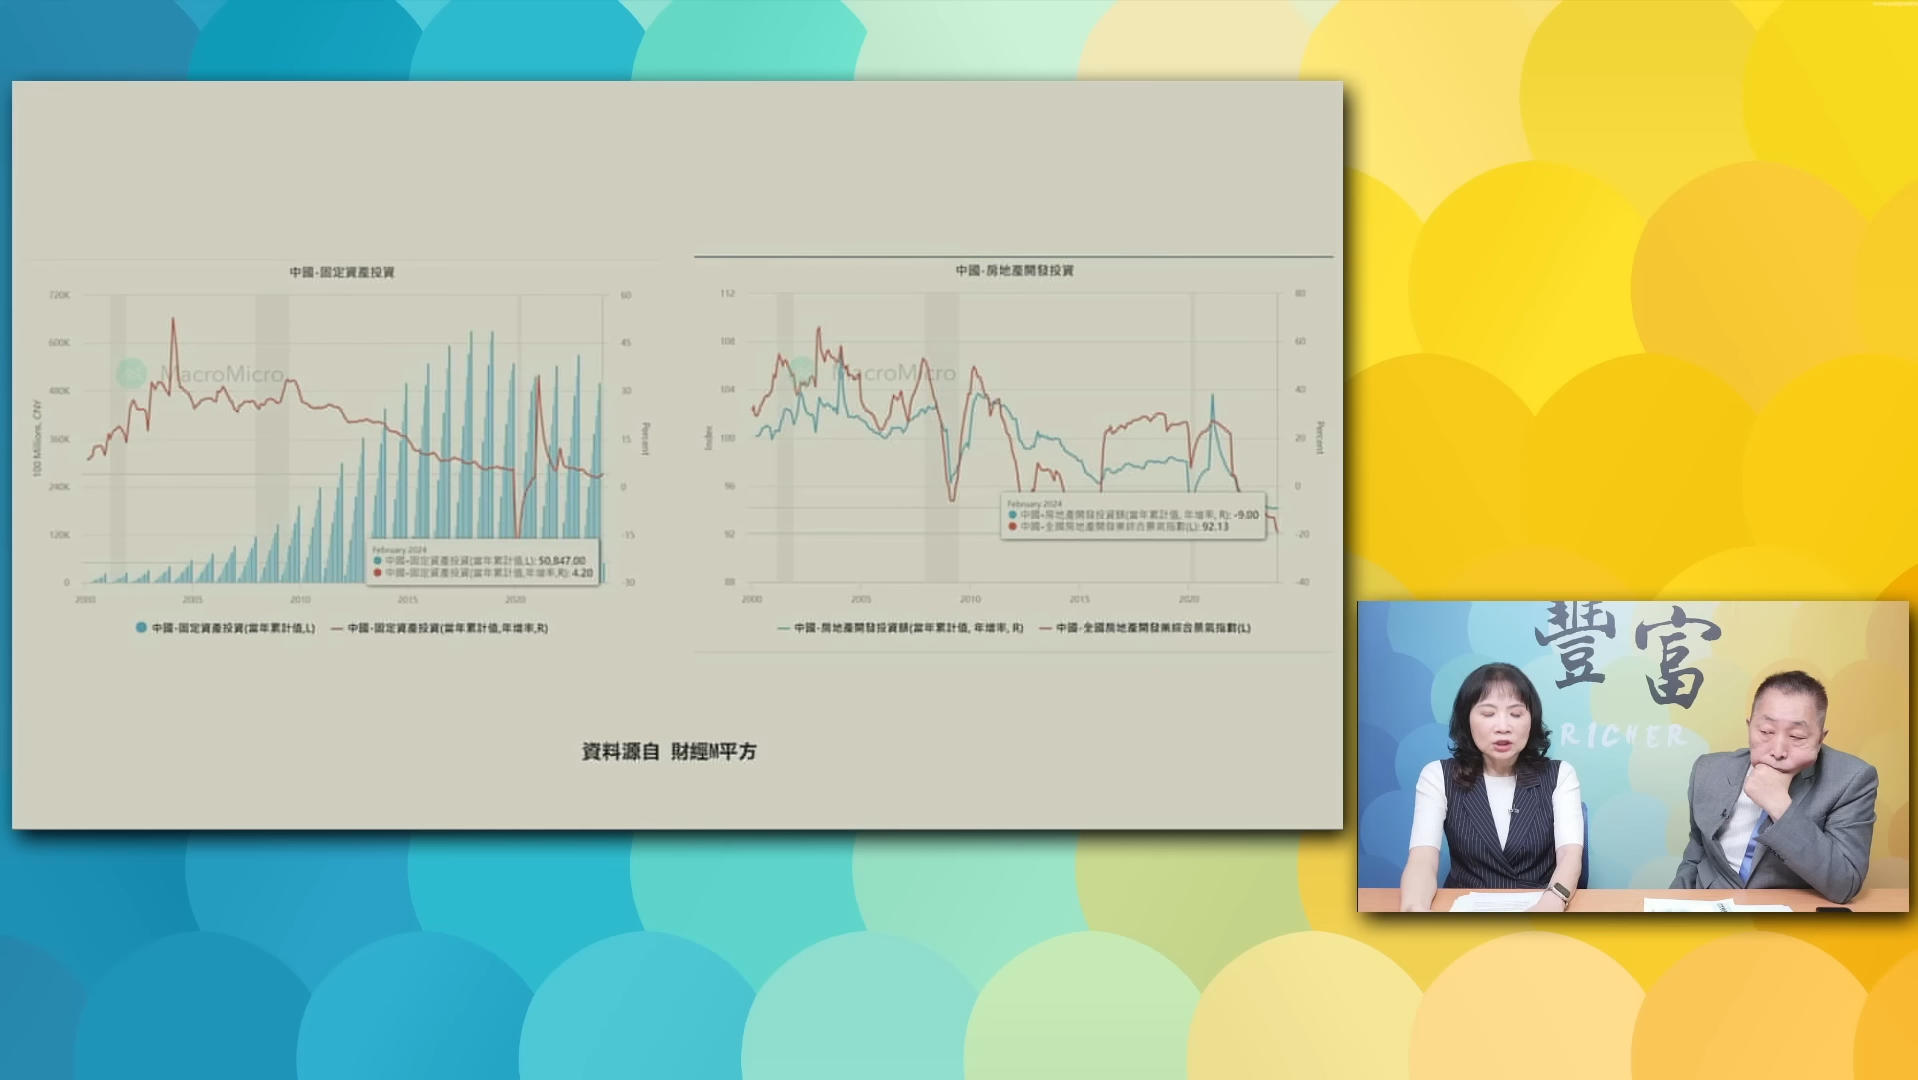 中國-固定資產投資
720K
600K
480K
360K
240K
120K
0
100 Millions, CNY
60
45
30
15
0
-15
-30
Percent
MacroMicro
February 2024
中國-固定資產投資(當年累計值,L): 50,847.00
中國-固定資產投資(當年累計值,年增率,R): 4.20
2000 2005 2010 2015 2020
中國-固定資產投資(當年累計值,L) 中國-固定資產投資(當年累計值,年增率,R)
中國-房地產開發投資
112
108
104
100
96
92
88
Index
80
60
40
20
0
-20
-40
Percent
MacroMicro
February 2024
中國-房地產開發投資額(當年累計值, 年增率, R): -9.00
中國-全國房地產開發業綜合景氣指數(L): 92.13
2000 2005 2010 2015 2020
中國-房地產開發投資額(當年累計值, 年增率, R) 中國-全國房地產開發業綜合景氣指數(L)
資料源自 財經M平方
豐富
RICHER